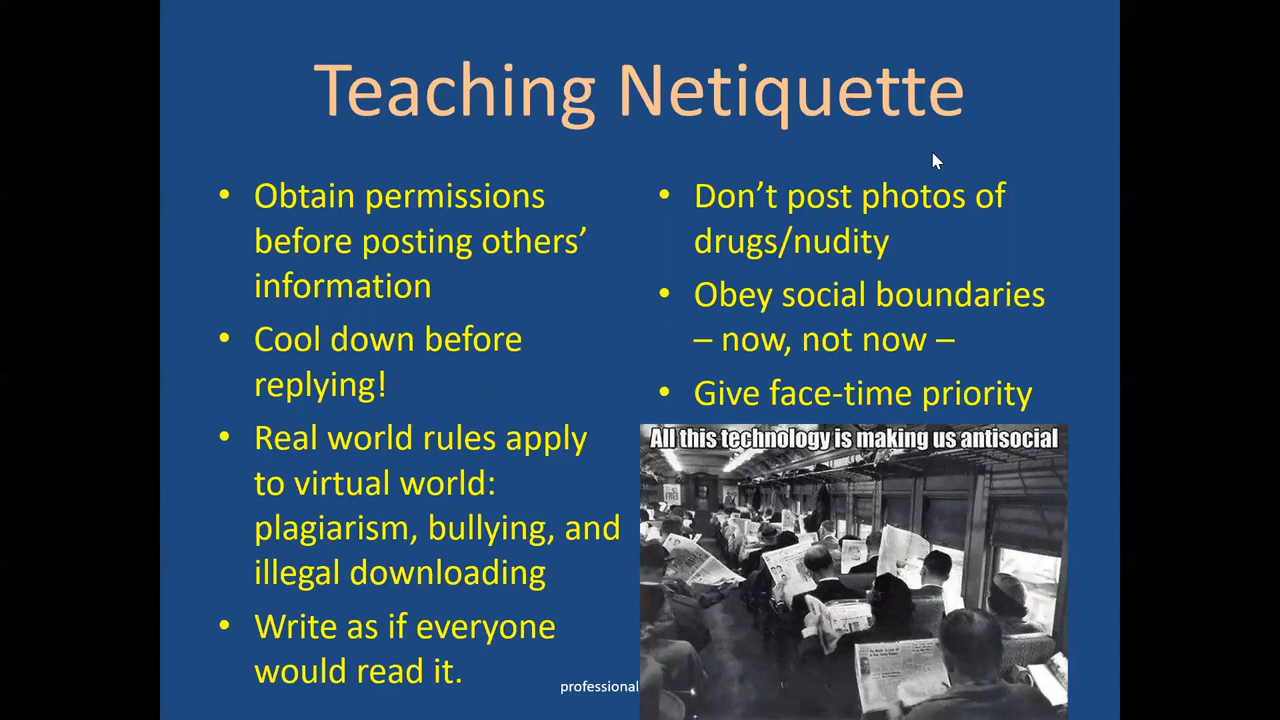 Teaching Netiquette
• Obtain permissions
before posting others’
information
• Cool down before
replying!
• Real world rules apply
to virtual world:
plagiarism, bullying, and
illegal downloading
• Write as if everyone
would read it.
• Don’t post photos of
drugs/nudity
• Obey social boundaries
– now, not now –
• Give face-time priority
All this technology is making us antisocial
professional